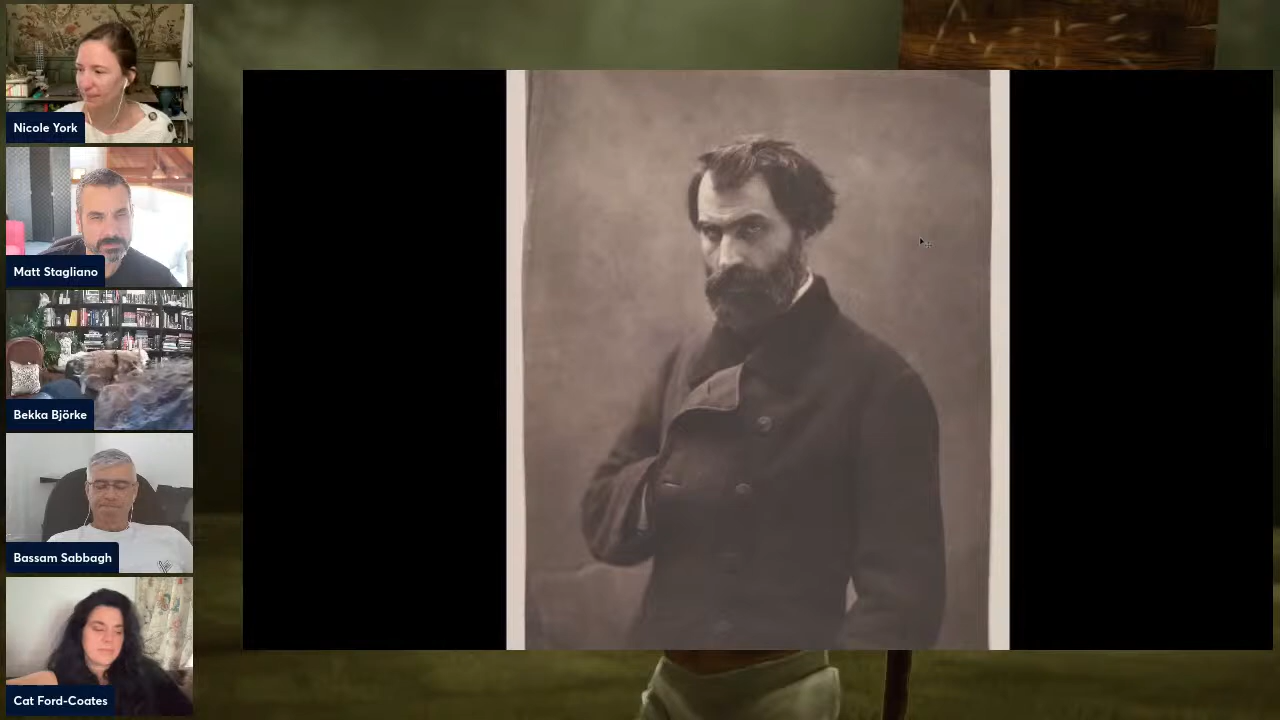 Nicole York
Matt Stagliano
Bekka Björke
Bassam Sabbagh
Cat Ford-Coates